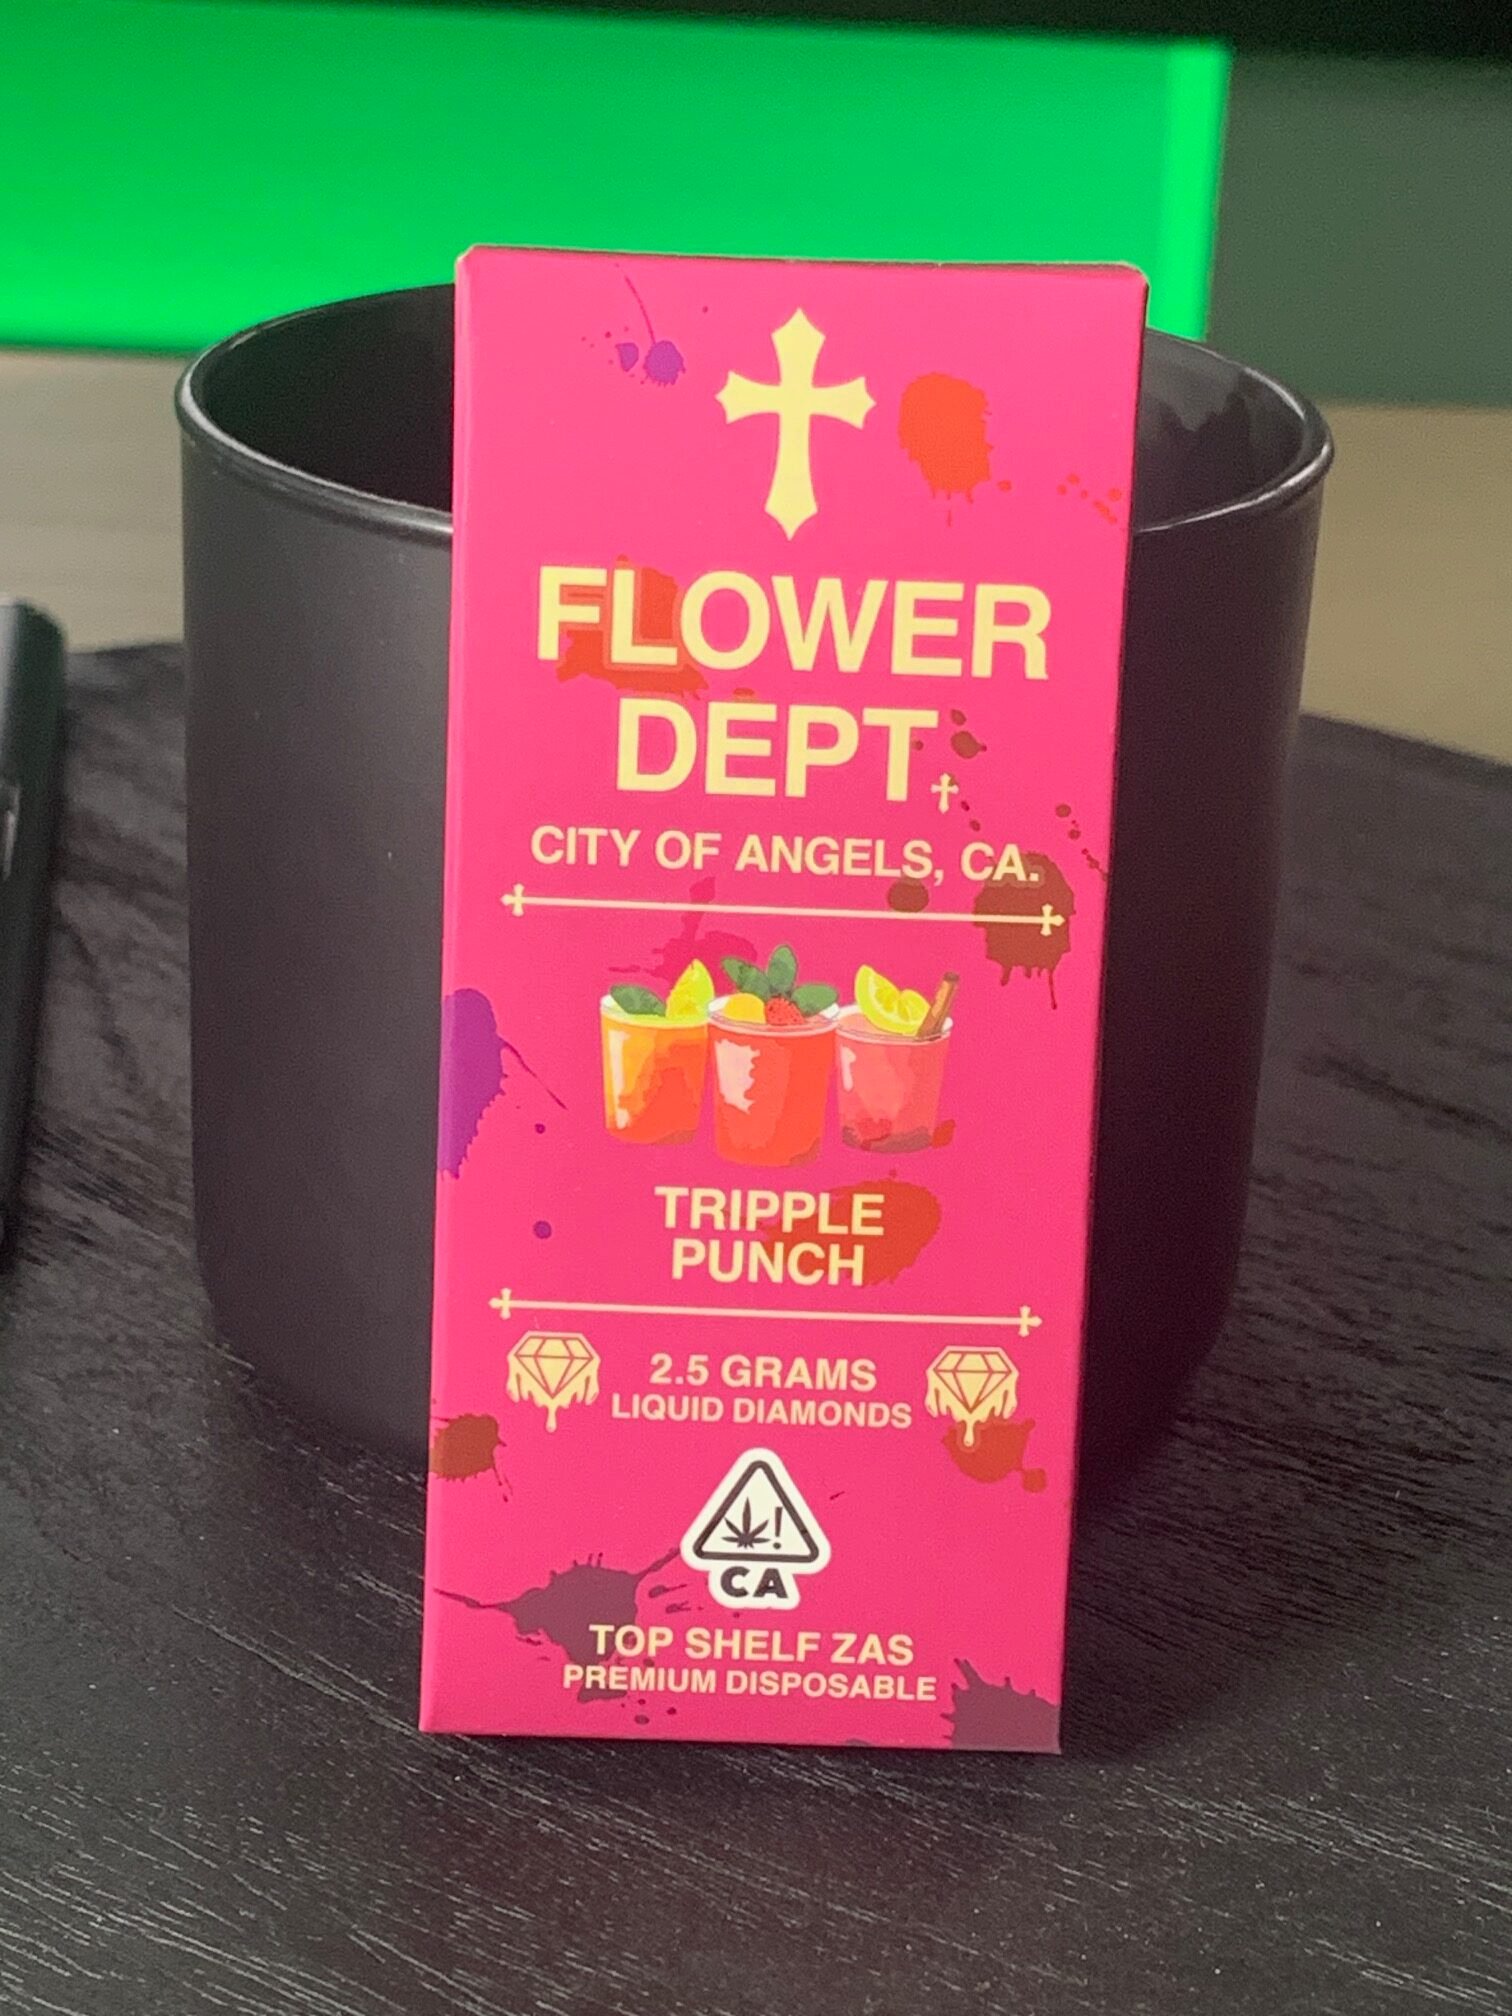 FLOWER
DEPT
CITY OF ANGELS, CA.
TRIPPLE
PUNCH
2.5 GRAMS
LIQUID DIAMONDS
!
CA
TOP SHELF ZAS
PREMIUM DISPOSABLE